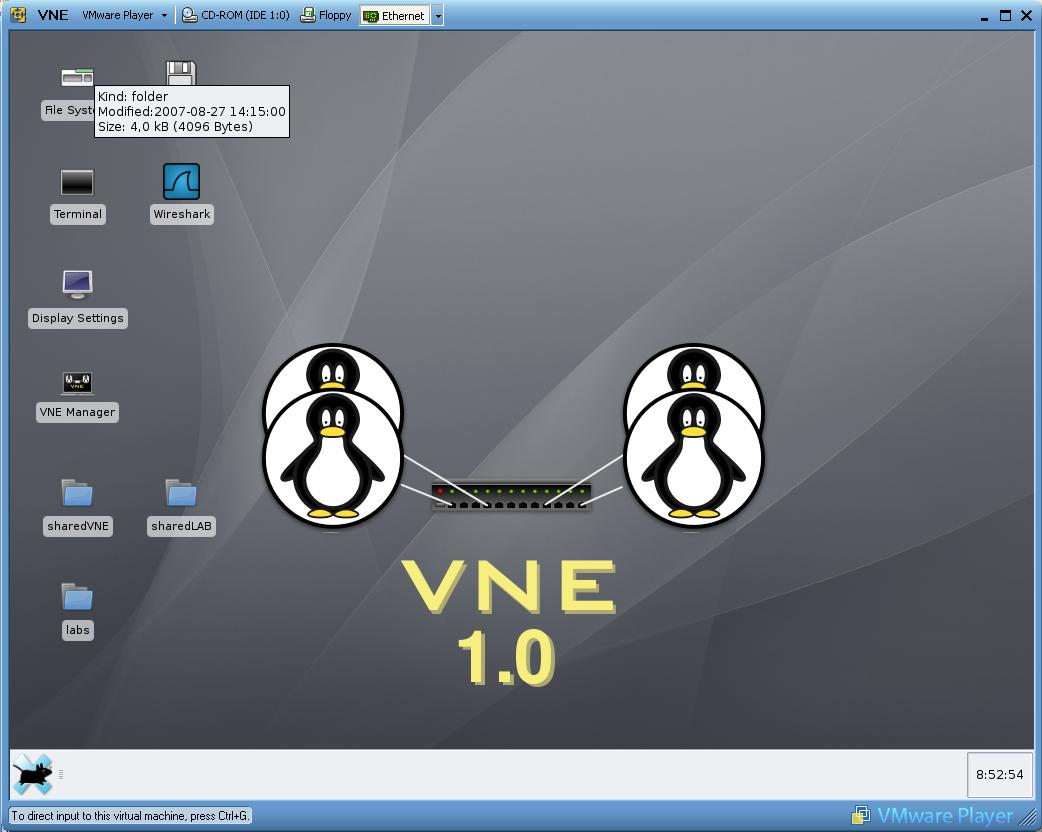 VNE VMware Player CD-ROM (IDE 1:0) Floppy Ethernet
File Syste
Kind: folder
Modified:2007-08-27 14:15:00
Size: 4,0 kB (4096 Bytes)
Terminal Wireshark
Display Settings
VNE
VNE Manager
sharedVNE sharedLAB
labs
VNE
1.0
8:52:54
To direct input to this virtual machine, press Ctrl+G.
VMware Player